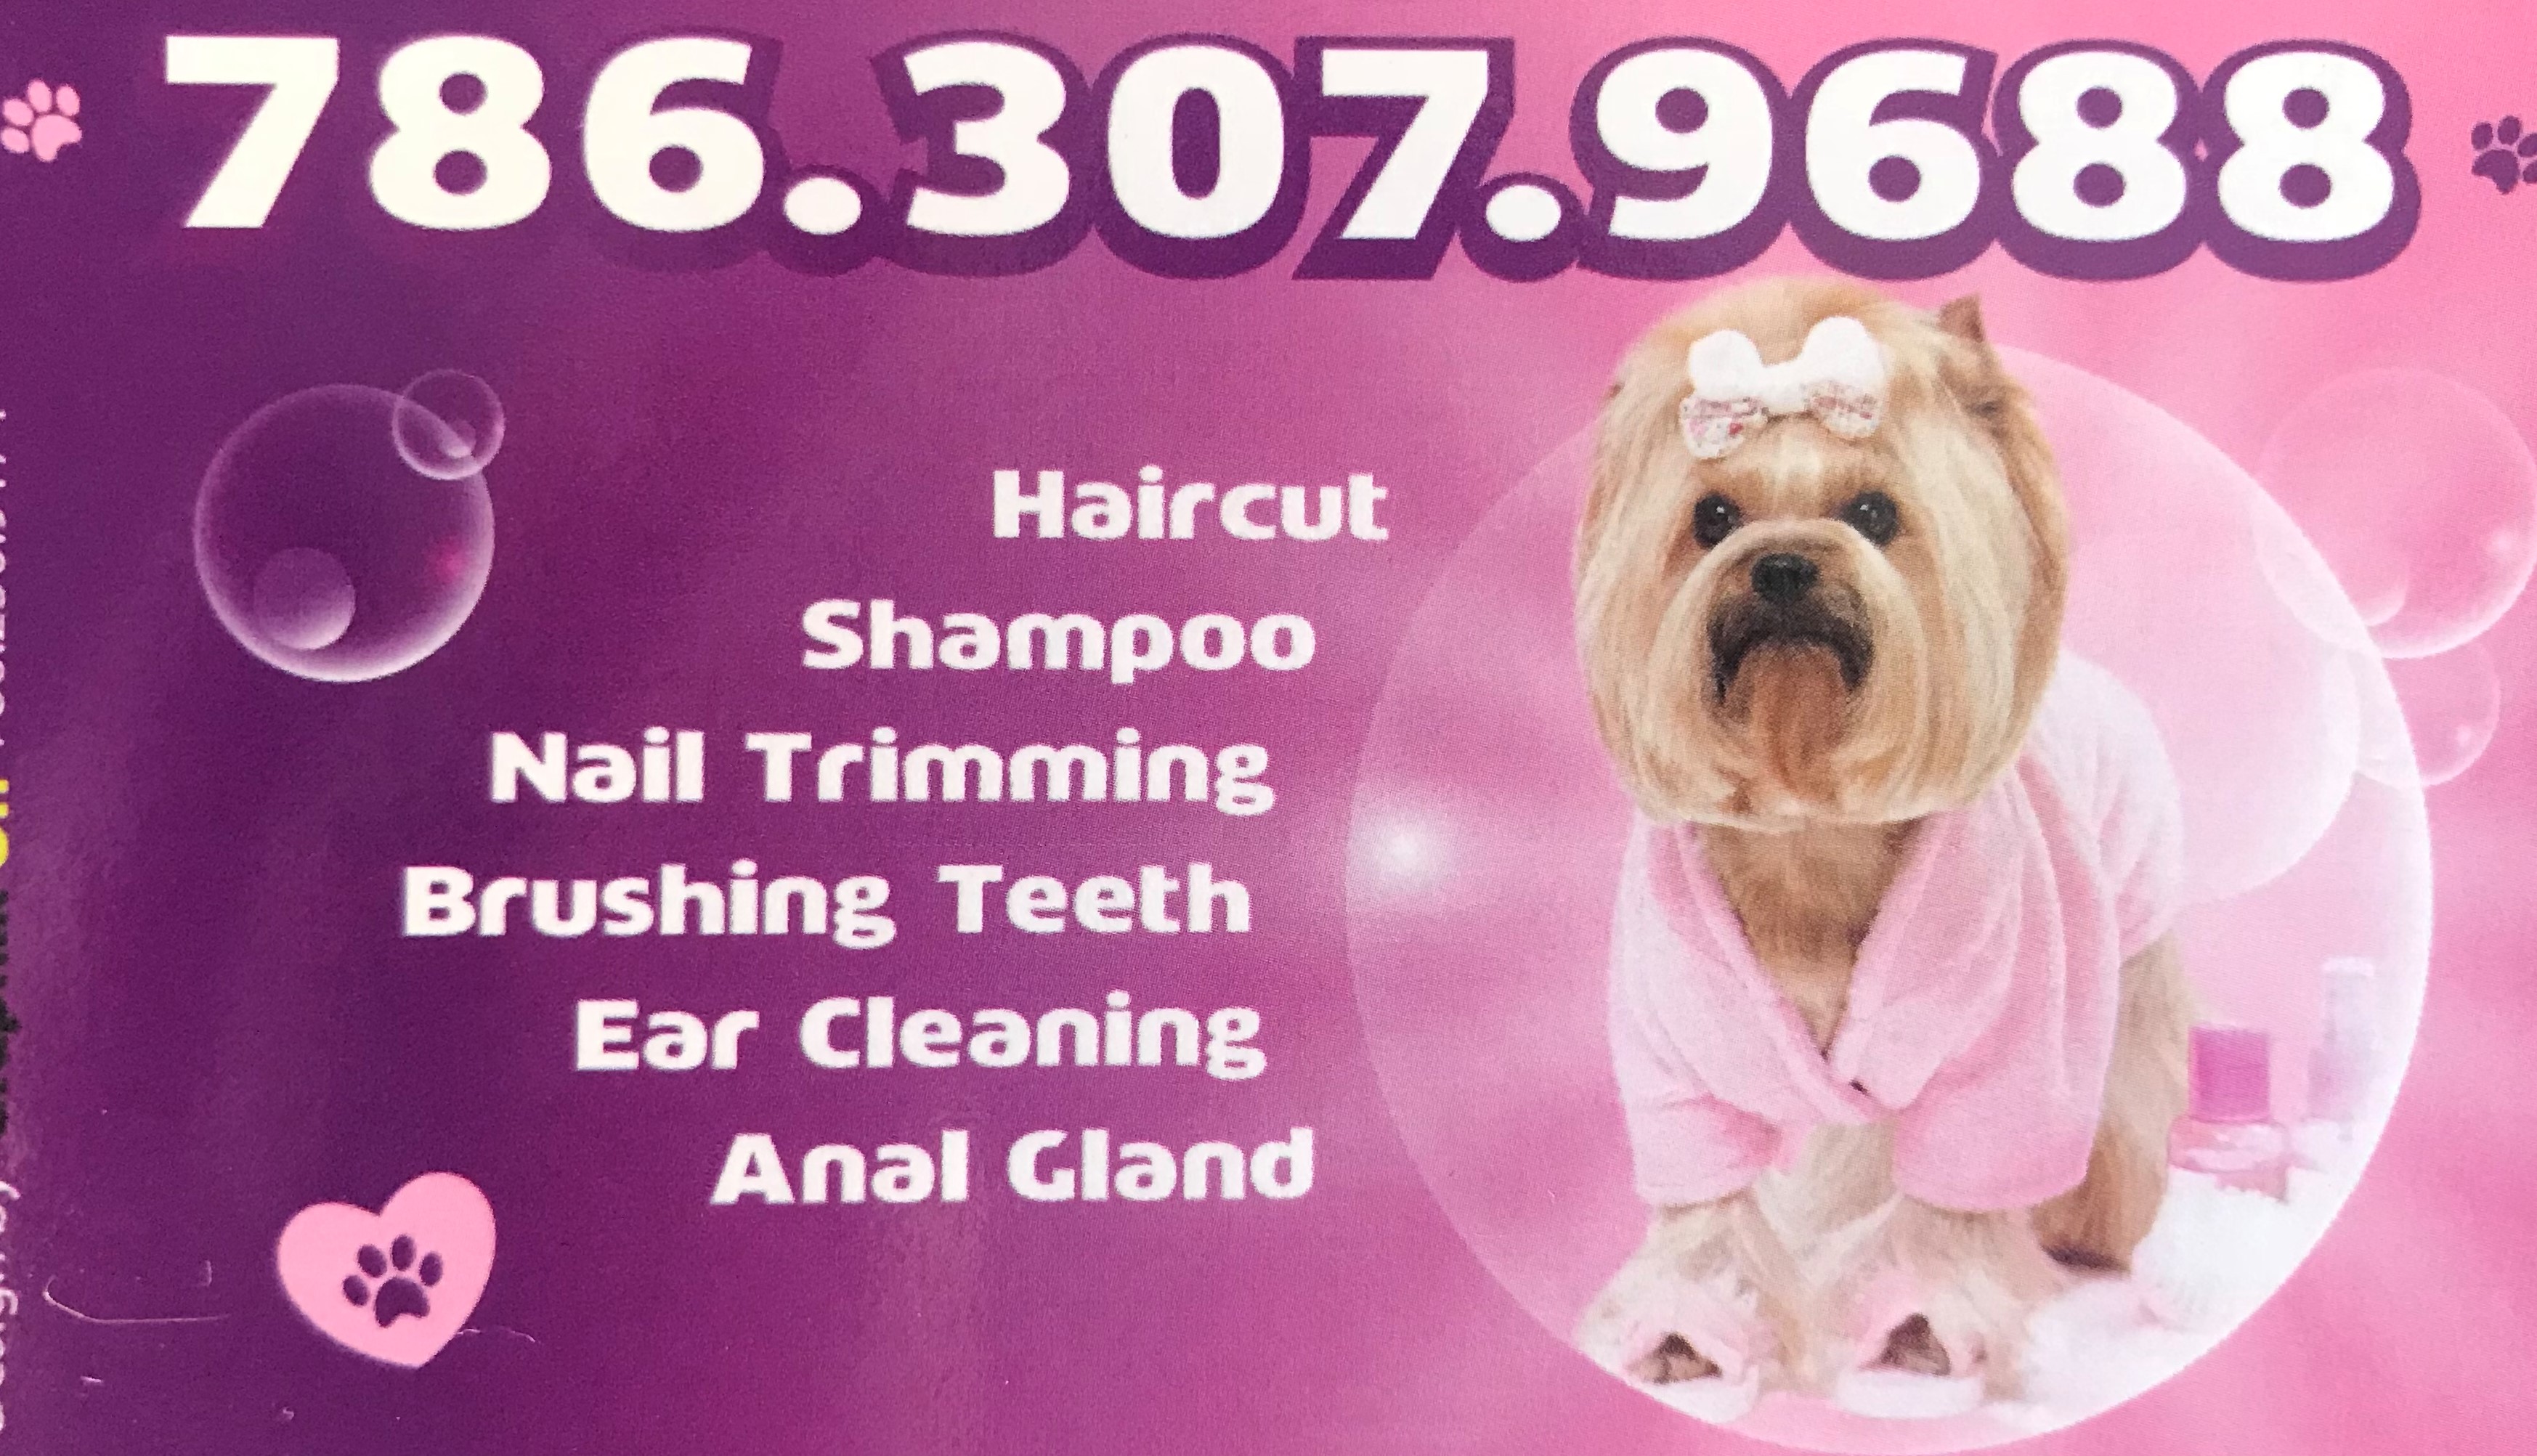 786.307.9688
Haircut
Shampoo
Nail Trimming
Brushing Teeth
Ear Cleaning
Anal Gland